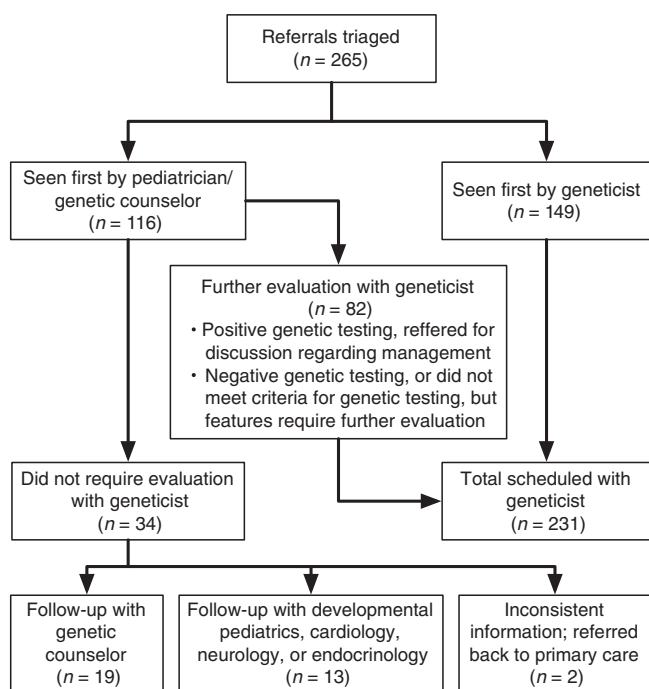 Referrals triaged
(n = 265)
Seen first by pediatrician/
genetic counselor
(n = 116)
Seen first by geneticist
(n = 149)
Further evaluation with geneticist
(n = 82)
• Positive genetic testing, reffered for
discussion regarding management
• Negative genetic testing, or did not
meet criteria for genetic testing, but
features require further evaluation
Did not require evaluation
with geneticist
(n = 34)
Total scheduled with
geneticist
(n = 231)
Follow-up with
genetic
counselor
(n = 19)
Follow-up with developmental
pediatrics, cardiology,
neurology, or endocrinology
(n = 13)
Inconsistent
information; referred
back to primary care
(n = 2)